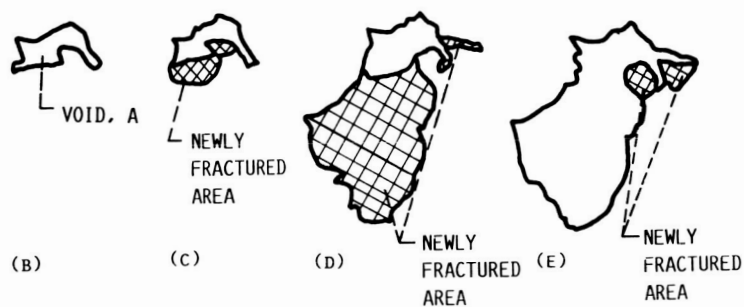 VOID, A
NEWLY
FRACTURED
AREA
NEWLY
FRACTURED
AREA
NEWLY
FRACTURED
AREA
(B)
(C)
(D)
(E)